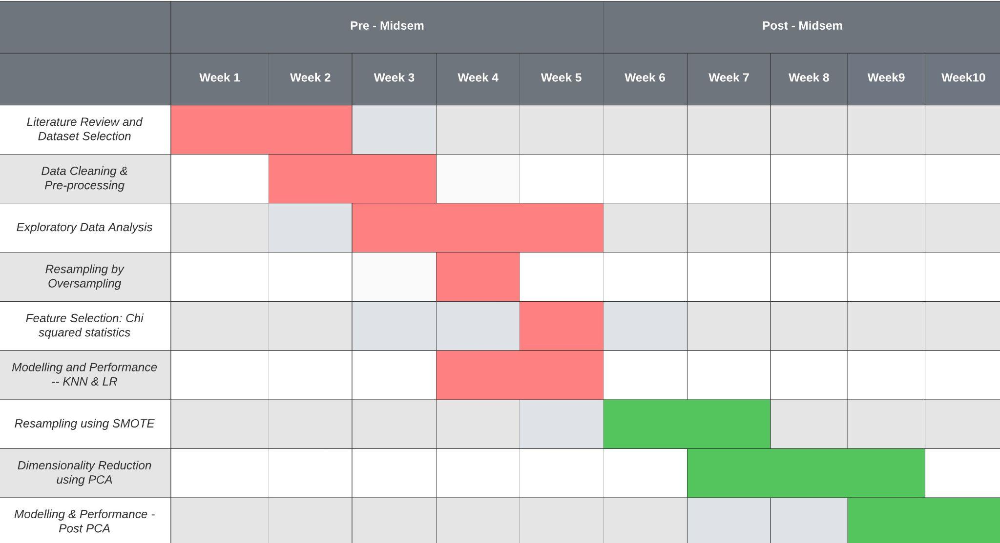 Pre - Midsem
Post - Midsem
Week 1
Week 2
Week 3
Week 4
Week 5
Week 6
Week 7
Week 8
Week9
Week10
Literature Review and
Dataset Selection
Data Cleaning &
Pre-processing
Exploratory Data Analysis
Resampling by
Oversampling
Feature Selection: Chi
squared statistics
Modelling and Performance
-- KNN & LR
Resampling using SMOTE
Dimensionality Reduction
using PCA
Modelling & Performance -
Post PCA